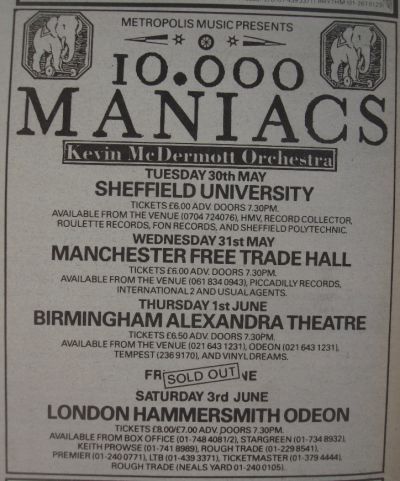 METROPOLIS MUSIC PRESENTS
10.000
MANIACS
Kevin McDermott Orchestra
TUESDAY 30th MAY
SHEFFIELD UNIVERSITY
TICKETS £6.00 ADV. DOORS 7.30PM.
AVAILABLE FROM THE VENUE (0704 724076), HMV, RECORD COLLECTOR,
ROULETTE RECORDS, FON RECORDS, AND SHEFFIELD POLYTECHNIC.
WEDNESDAY 31st MAY
MANCHESTER FREE TRADE HALL
TICKETS £6.00 ADV. DOORS 7.30PM.
AVAILABLE FROM THE VENUE (061 834 0943), PICCADILLY RECORDS,
INTERNATIONAL 2 AND USUAL AGENTS.
THURSDAY 1st JUNE
BIRMINGHAM ALEXANDRA THEATRE
TICKETS £6.50 ADV. DOORS 7.30PM.
AVAILABLE FROM THE VENUE (021 643 1231), ODEON (021 643 1231),
TEMPEST (236 9170), AND VINYL DREAMS.
FR SOLD OUT NE
SATURDAY 3rd JUNE
LONDON HAMMERSMITH ODEON
TICKETS £8.00/£7.00 ADV. DOORS 7.30PM.
AVAILABLE FROM BOX OFFICE (01-748 4081/2), STARGREEN (01-734 8932),
KEITH PROWSE (01-741 8989), ROUGH TRADE (01-229 8541),
PREMIER (01-240 0771), LTB (01-439 3371), TICKETMASTER (01-379 4444),
ROUGH TRADE (NEALS YARD 01-240 0105).